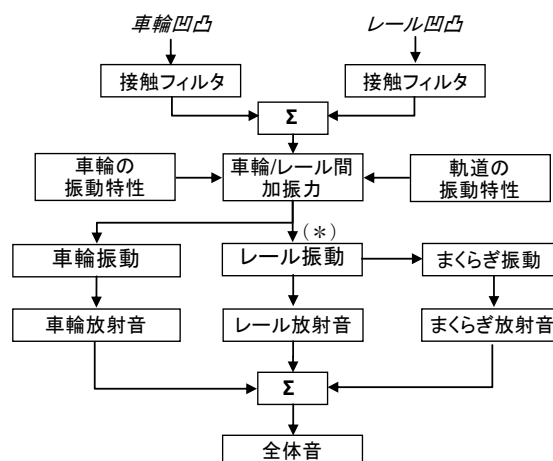 車輪凹凸
レール凹凸
接触フィルタ
接触フィルタ
Σ
車輪の
振動特性
車輪/レール間
加振力
軌道の
振動特性
(*)
車輪振動
レール振動
まくらぎ振動
車輪放射音
レール放射音
まくらぎ放射音
Σ
全体音